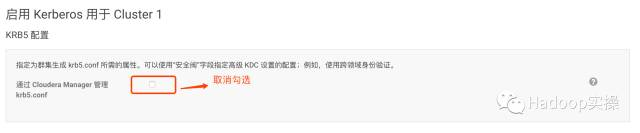 启用 Kerberos 用于 Cluster 1
KRB5 配置
指定为群集生成 krb5.conf 所需的属性。可以使用"安全阀"字段指定高级 KDC 设置的配置；例如，使用跨领域身份验证。
通过 Cloudera Manager 管理 取消勾选
krb5.conf
Hadoop实操